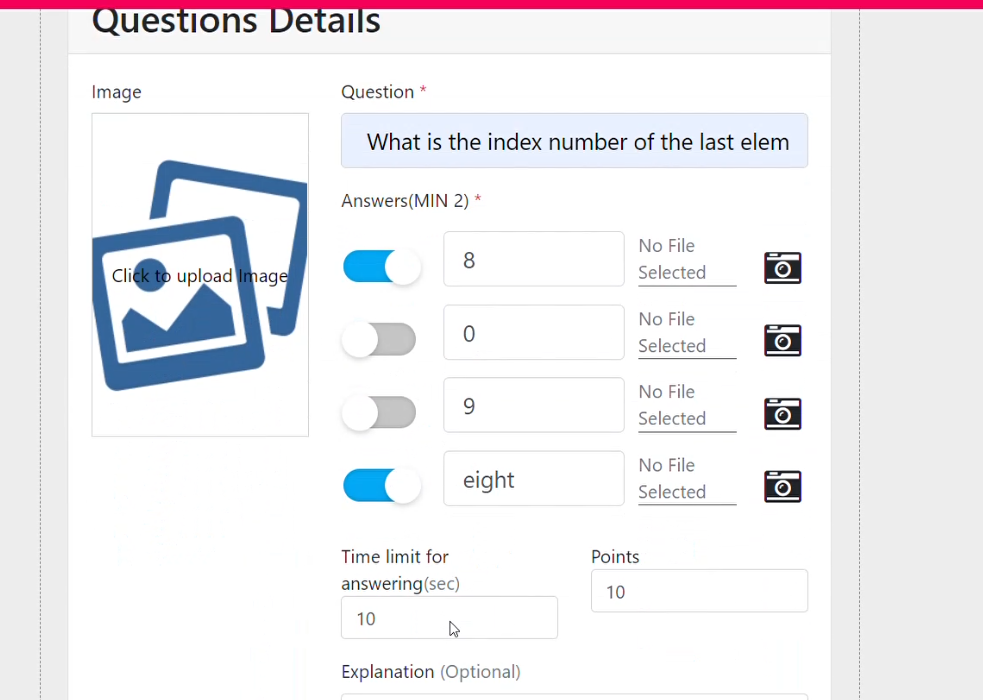 Questions Details
Image
Question *
What is the index number of the last elem
Click to upload Image
Answers(MIN 2) *
8
No File
Selected
0
No File
Selected
9
No File
Selected
eight
No File
Selected
Time limit for
answering(sec)
10
Points
10
Explanation (Optional)